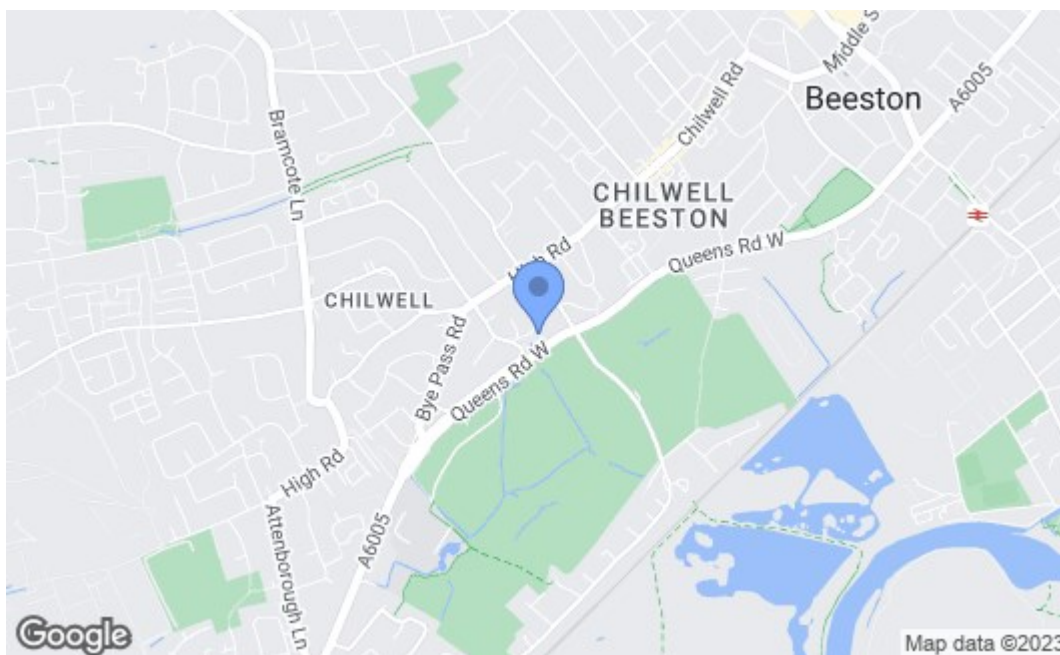 Middle S
A6005
Beeston
Chilwell Rd
Bramcote Ln
CHILWELL
BEESTON
Queens Rd W
High Rd
CHILWELL
Bye Pass Rd
Queens Rd W
High Rd
A6005
Attenborough Ln
Google
Map data ©2023